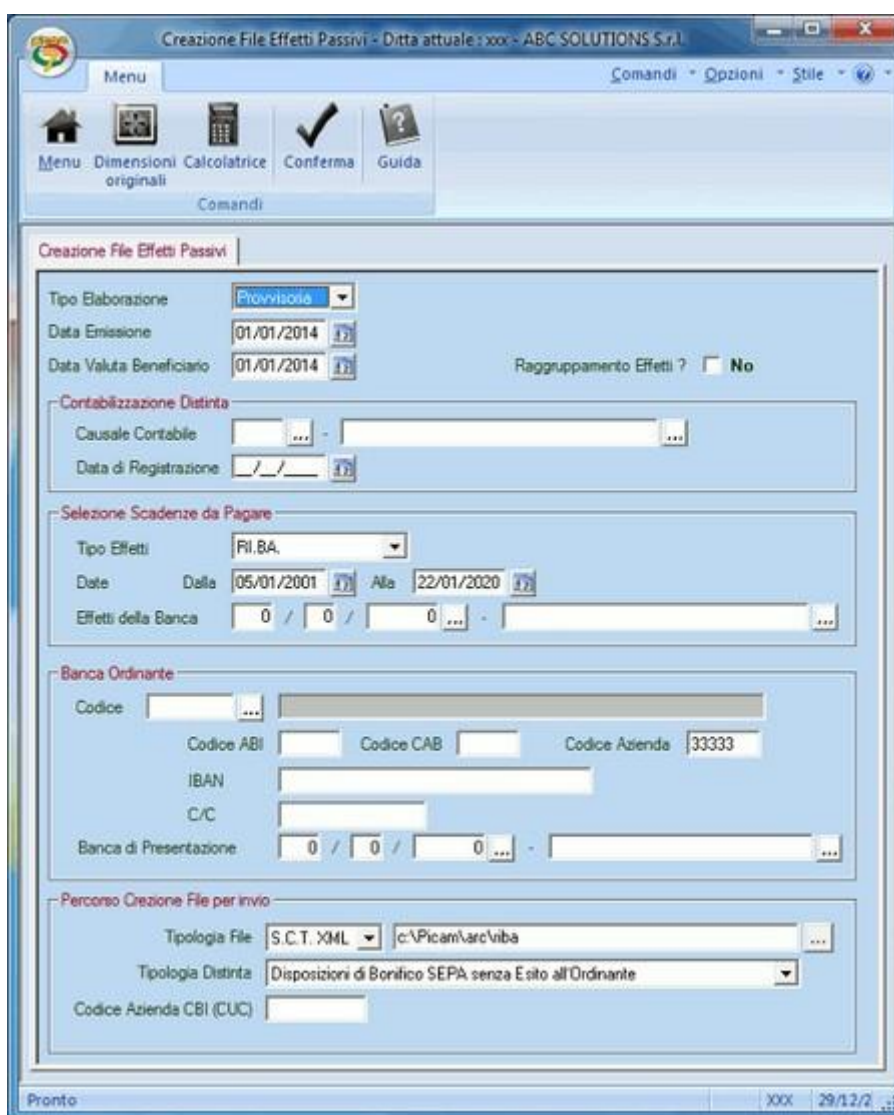 Creazione File Effetti Passivi - Ditta attuale : xxx - ABC SOLUTIONS S.r.l.
Menu Comandi Opzioni Stile
Menu Dimensioni originali Calcolatrice Conferma Guida
Comandi
Creazione File Effetti Passivi
Tipo Elaborazione Provvisoria
Data Emissione 01/01/2014
Data Valuta Beneficiario 01/01/2014 Raggruppamento Effetti ? No
Contabilizzazione Distinta
Causale Contabile ... - ...
Data di Registrazione __/__/____
Selezione Scadenze da Pagare
Tipo Effetti RI.BA.
Date Dalla 05/01/2001 Alla 22/01/2020
Effetti della Banca 0 / 0 / 0 ... - ...
Banca Ordinante
Codice ...
Codice ABI Codice CAB Codice Azienda 33333
IBAN
C/C
Banca di Presentazione 0 / 0 / 0 ... - ...
Percorso Crezione File per invio
Tipologia File S.C.T. XML c:\Picam\arc\riba ...
Tipologia Distinta Disposizioni di Bonifico SEPA senza Esito all'Ordinante
Codice Azienda CBI (CUC)
Pronto XXX 29/12/2